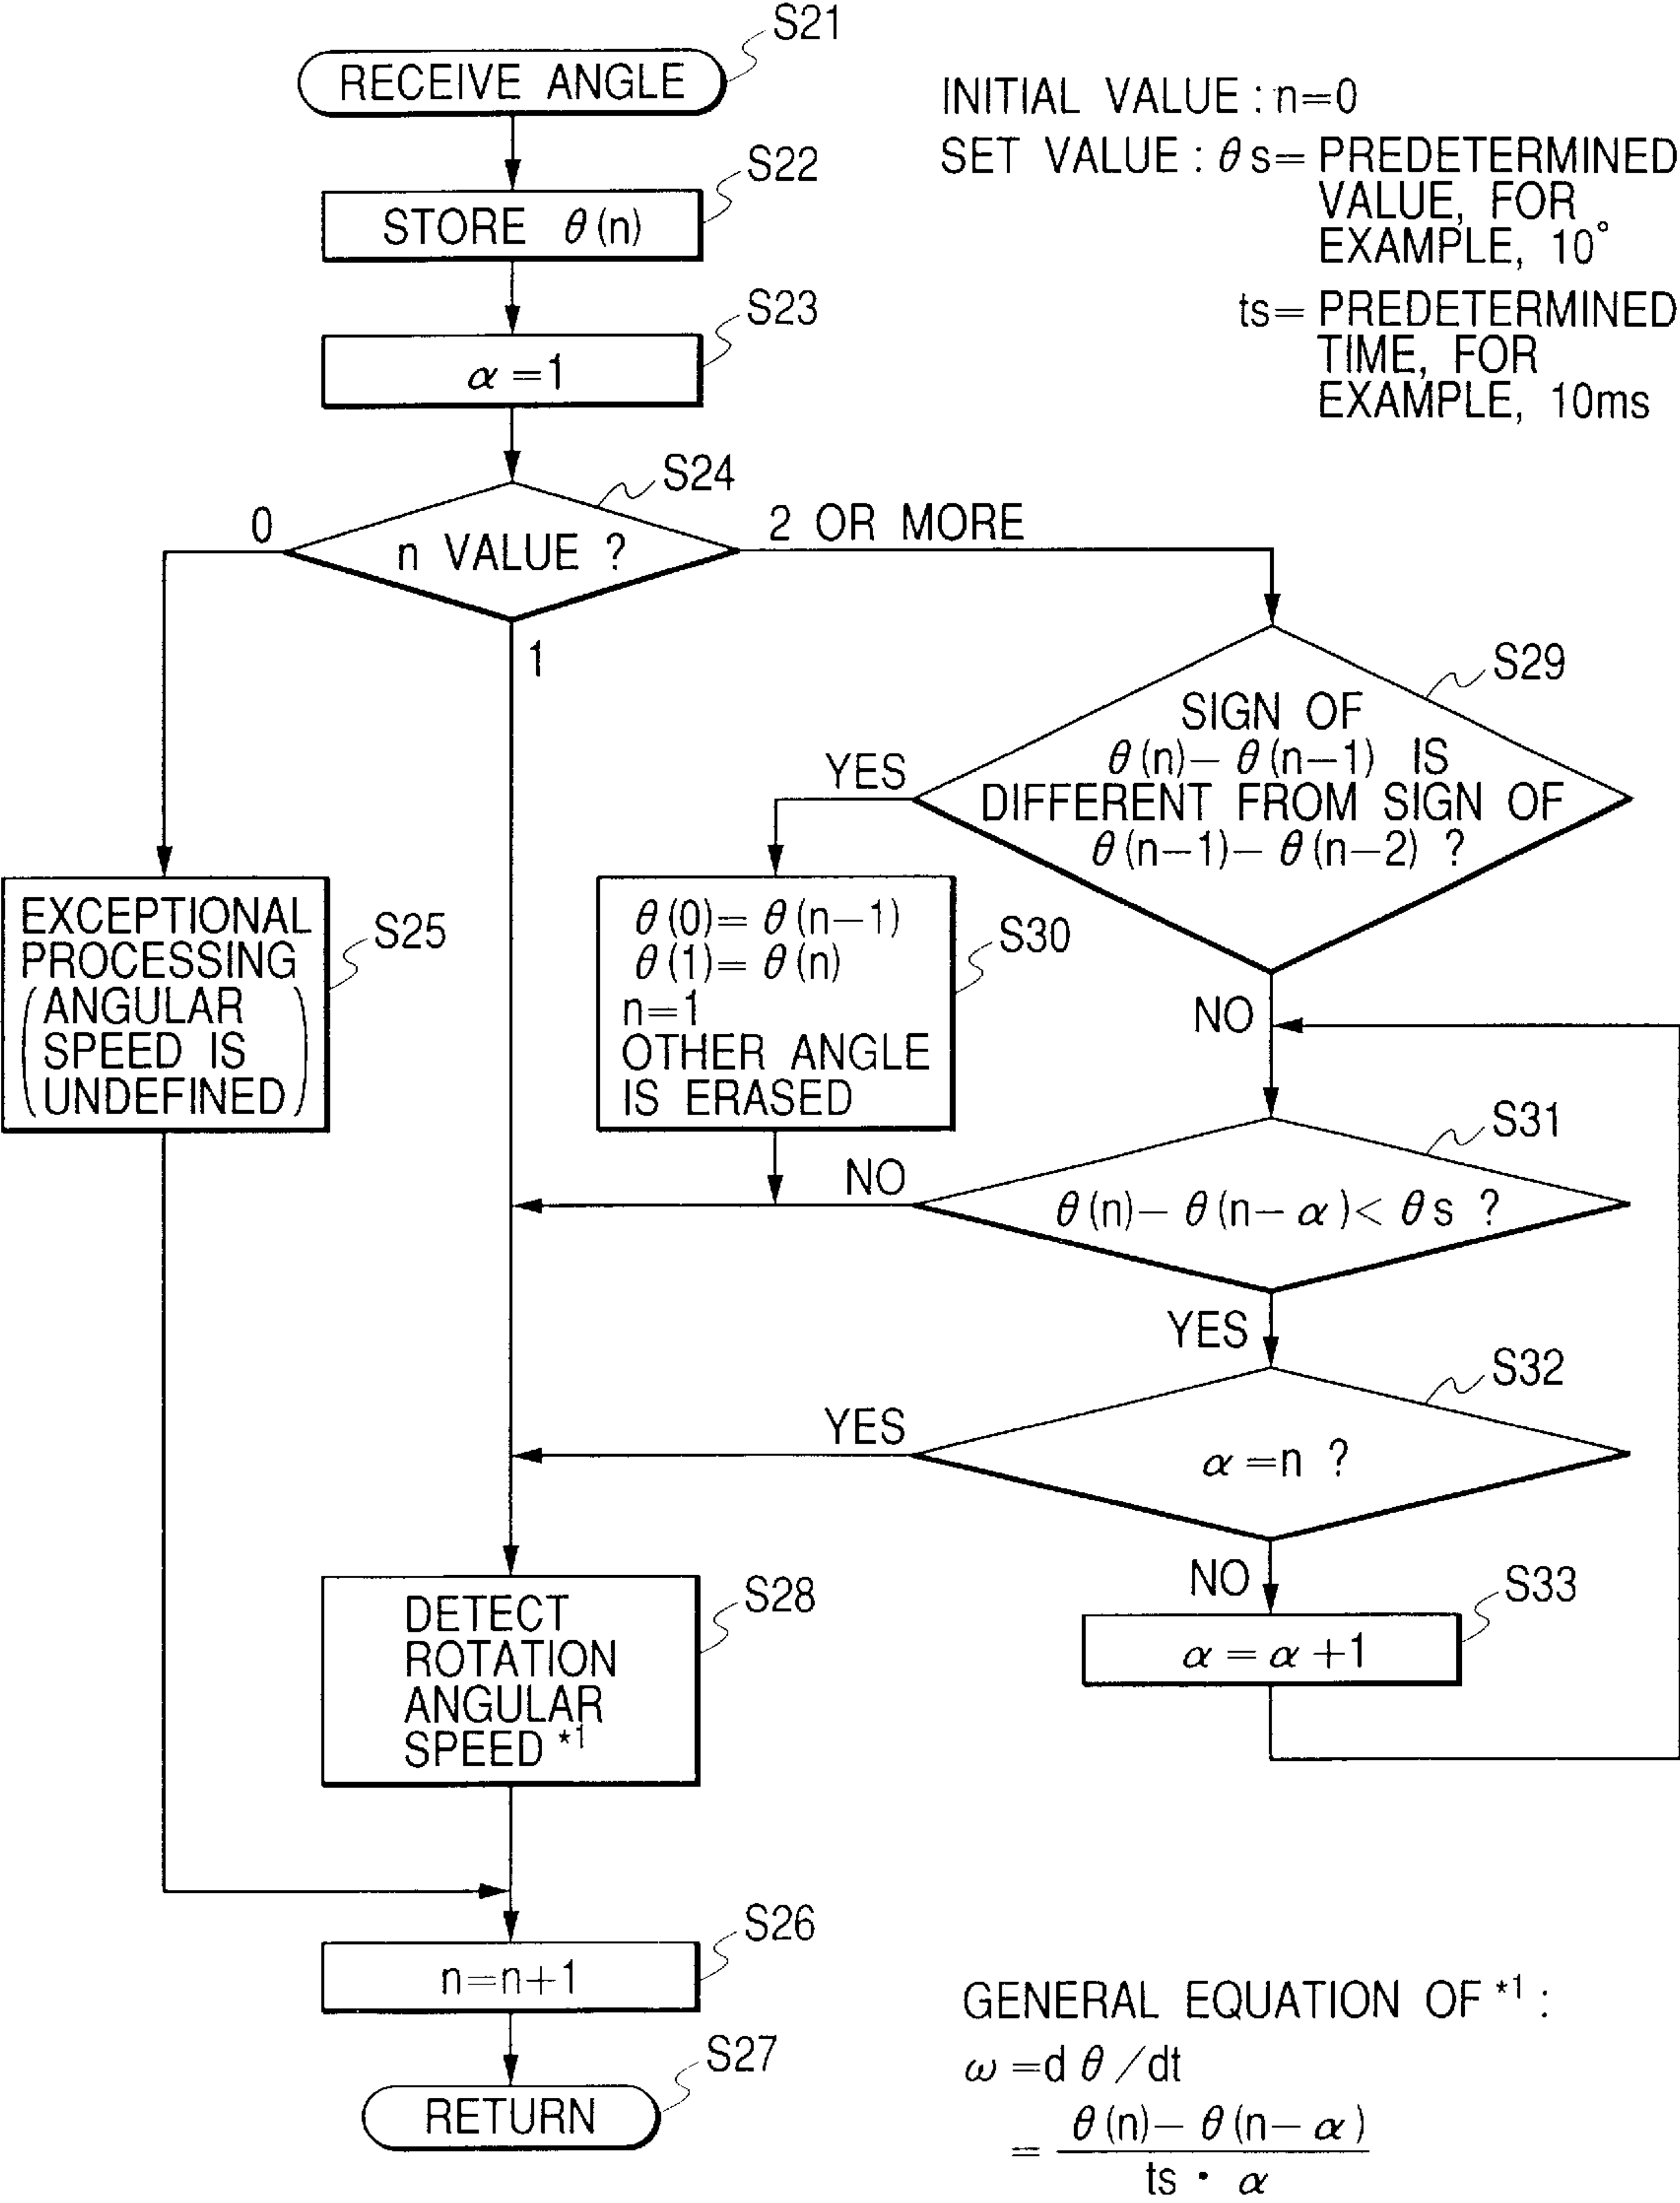 S21
RECEIVE ANGLE
INITIAL VALUE : n=0
SET VALUE : θs= PREDETERMINED
VALUE, FOR
EXAMPLE, 10°
ts= PREDETERMINED
TIME, FOR
EXAMPLE, 10ms
S22
STORE θ(n)
S23
α=1
S24
0
n VALUE ?
2 OR MORE
1
S29
SIGN OF
θ(n)− θ(n−1) IS
DIFFERENT FROM SIGN OF
θ(n−1)− θ(n−2) ?
YES
NO
S25
EXCEPTIONAL
PROCESSING
(ANGULAR
SPEED IS
UNDEFINED)
S30
θ(0)= θ(n−1)
θ(1)= θ(n)
n=1
OTHER ANGLE
IS ERASED
S31
NO
θ(n)− θ(n−α)< θs ?
YES
S32
YES
α=n ?
NO
S33
α=α+1
S28
DETECT
ROTATION
ANGULAR
SPEED *1
S26
n=n+1
S27
RETURN
GENERAL EQUATION OF *1 :
ω=dθ/dt
= θ(n)− θ(n−α)
ts・α